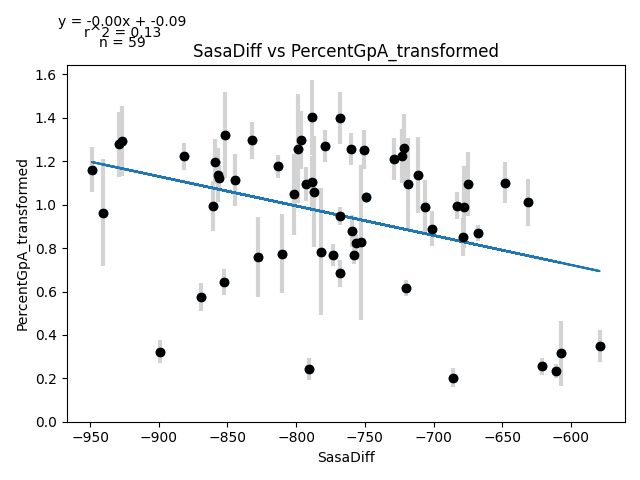 y = -0.00x + -0.09
r^2 = 0.13
n = 59
SasaDiff vs PercentGpA_transformed
PercentGpA_transformed
1.6
1.4
1.2
1.0
0.8
0.6
0.4
0.2
0.0
−950 −900 −850 −800 −750 −700 −650 −600
SasaDiff